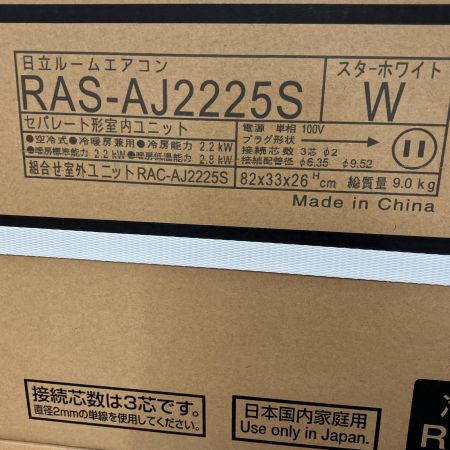 日立ルームエアコン
RAS-AJ2225S
スターホワイト
W
セパレート形室内ユニット
●空冷式●冷暖房兼用●冷房能力 2.2 kW
●暖房標準能力 2.2 kW●暖房低温能力 2.8 kW
組合せ室外ユニットRAC-AJ2225S
電源 単相 100V
プラグ形状
接続芯数 3芯 φ2
接続配管径 φ6.35 φ9.52
82×33×26Hcm 総質量 9.0kg
Made in China
接続芯数は3芯です。
直径2mmの単線を使用してください。
日本国内家庭用
Use only in Japan.
R